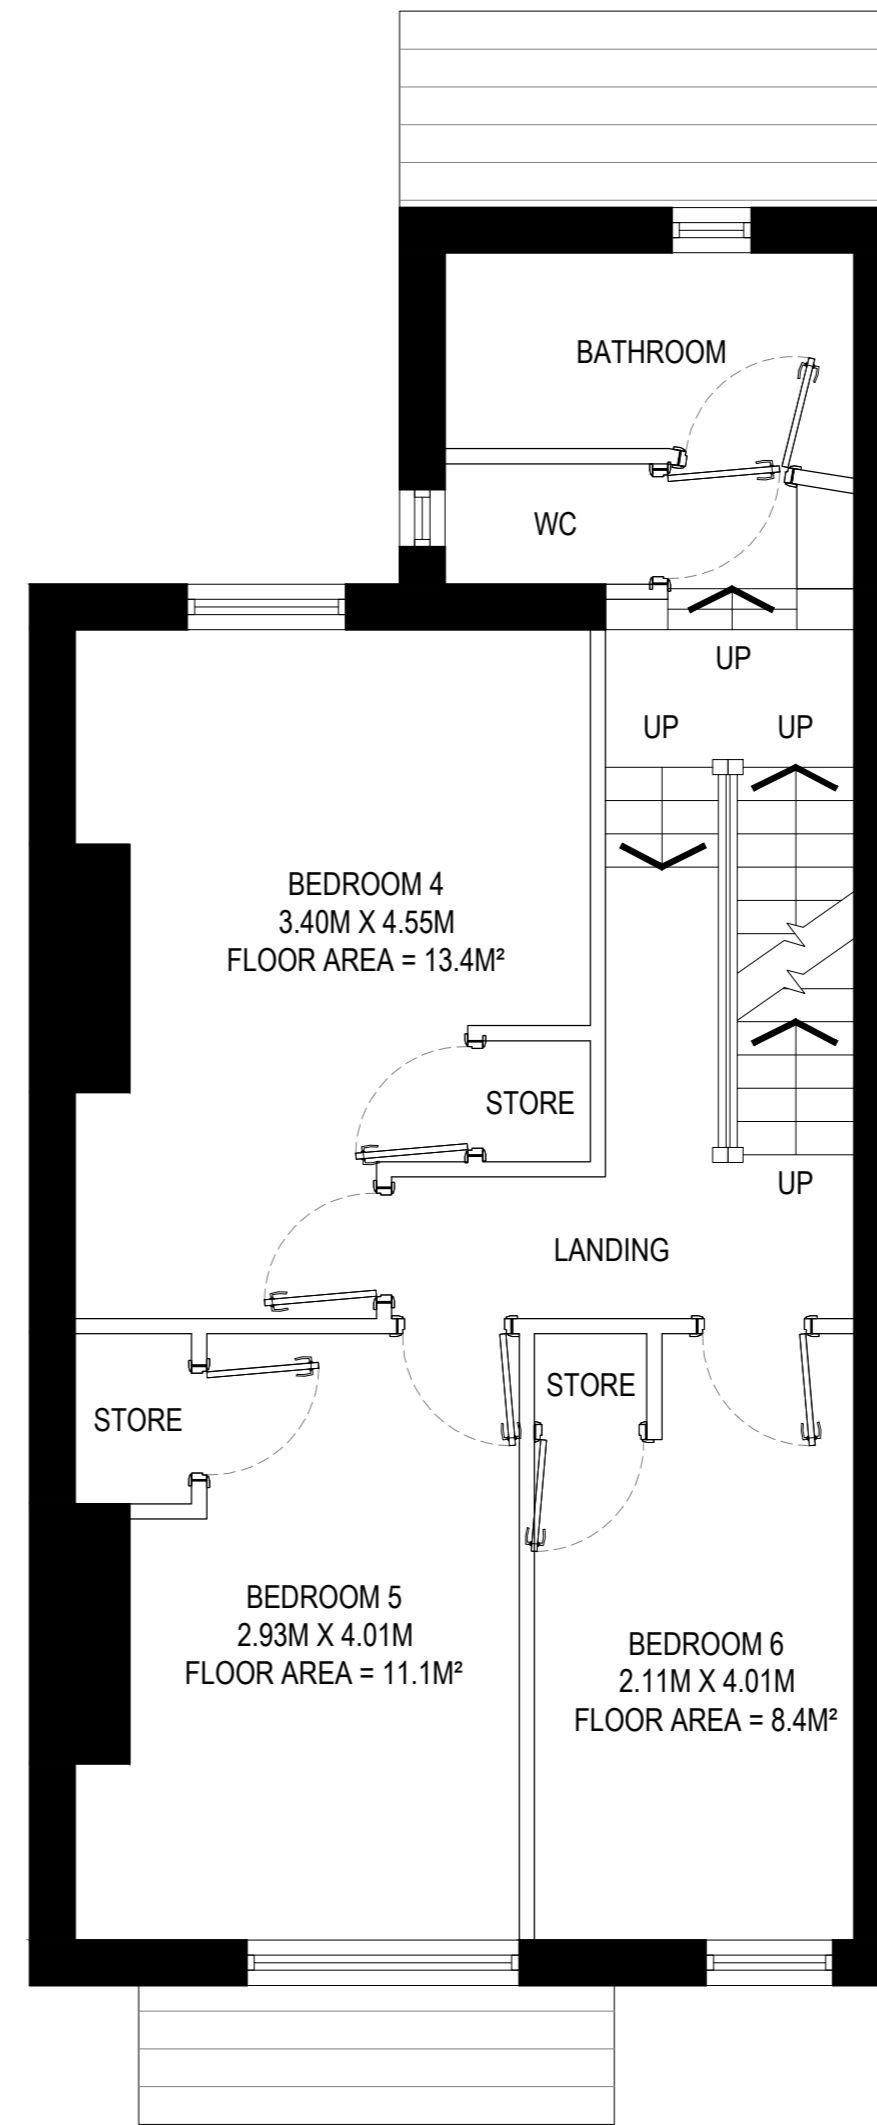 BATHROOM
WC
UP
UP
UP
BEDROOM 4
3.40M X 4.55M
FLOOR AREA = 13.4M²
STORE
UP
LANDING
STORE
STORE
BEDROOM 5
2.93M X 4.01M
FLOOR AREA = 11.1M²
BEDROOM 6
2.11M X 4.01M
FLOOR AREA = 8.4M²